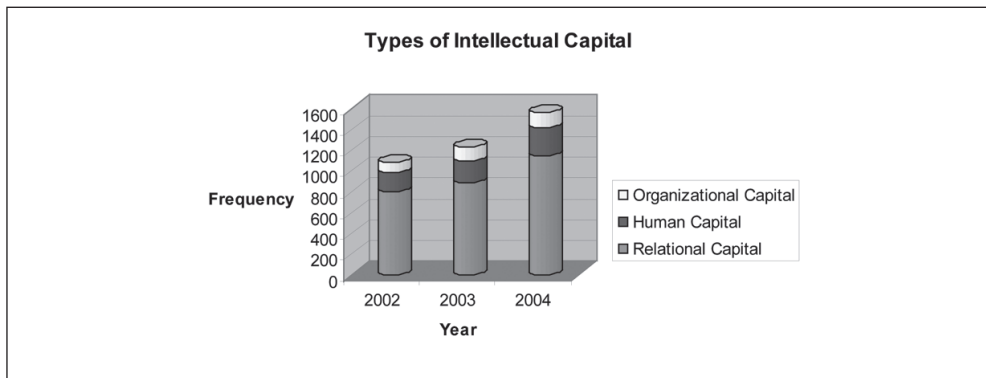 Types of Intellectual Capital
1600
1400
1200
1000
800
600
400
200
0
Frequency
2002 2003 2004
Year
Organizational Capital
Human Capital
Relational Capital